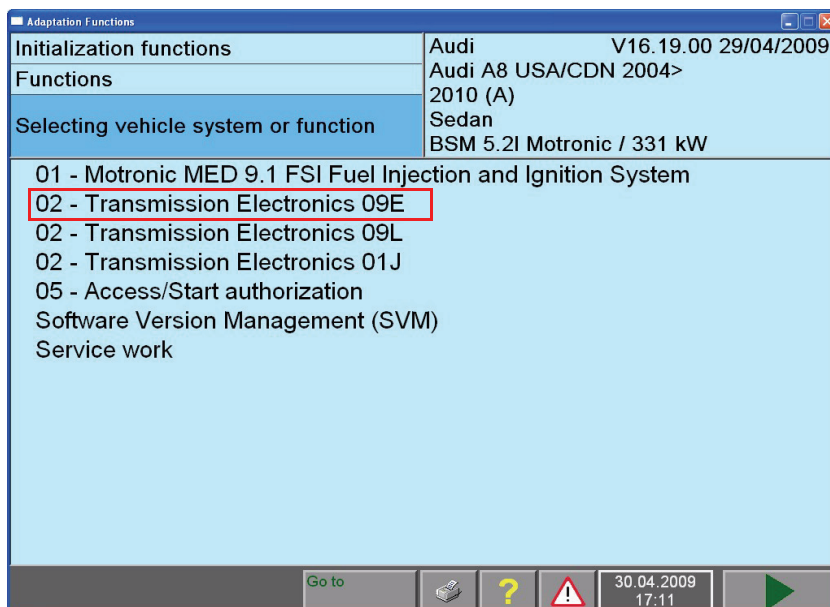 Adaptation Functions
Initialization functions
Functions
Selecting vehicle system or function
Audi V16.19.00 29/04/2009
Audi A8 USA/CDN 2004>
2010 (A)
Sedan
BSM 5.2l Motronic / 331 kW
01 - Motronic MED 9.1 FSI Fuel Injection and Ignition System
02 - Transmission Electronics 09E
02 - Transmission Electronics 09L
02 - Transmission Electronics 01J
05 - Access/Start authorization
Software Version Management (SVM)
Service work
Go to
?
!
30.04.2009
17:11